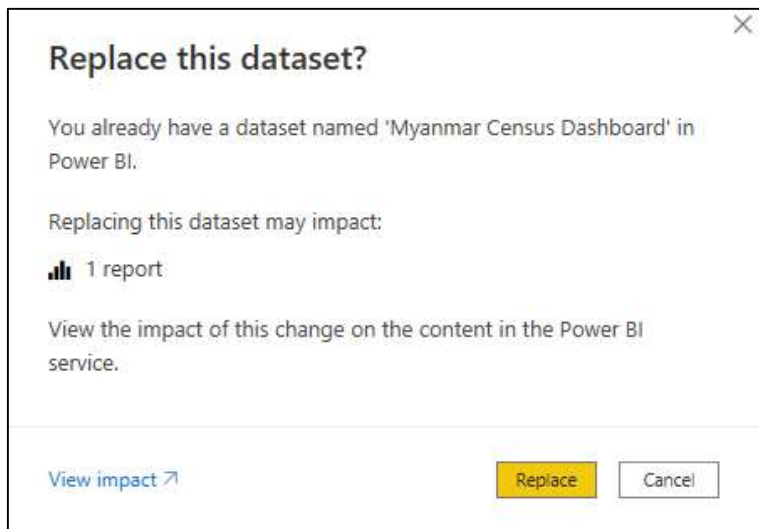 Replace this dataset?
You already have a dataset named 'Myanmar Census Dashboard' in
Power BI.
Replacing this dataset may impact:
1 report
View the impact of this change on the content in the Power BI
service.
View impact
Replace
Cancel